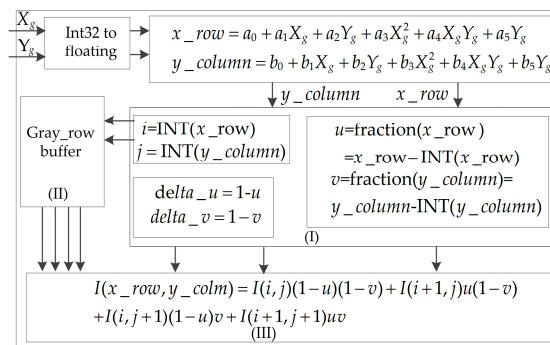 X_g
Y_g
Int32 to
floating
x_row = a_0 + a_1X_g + a_2Y_g + a_3X_g^2 + a_4X_gY_g + a_5Y_g
y_column = b_0 + b_1X_g + b_2Y_g + b_3X_g^2 + b_4X_gY_g + b_5Y_g
y_column
x_row
Gray_row
buffer
(II)
i=INT(x_row)
j = INT(y_column)
delta_u = 1-u
delta_v = 1 − v
u=fraction(x_row)
=x_row−INT(x_row)
v=fraction(y_column)=
y_column-INT(y_column)
(I)
I(x_row, y_colm) = I(i, j)(1−u)(1−v) + I(i+1, j)u(1−v)
+I(i, j+1)(1−u)v + I(i+1, j+1)uv
(III)